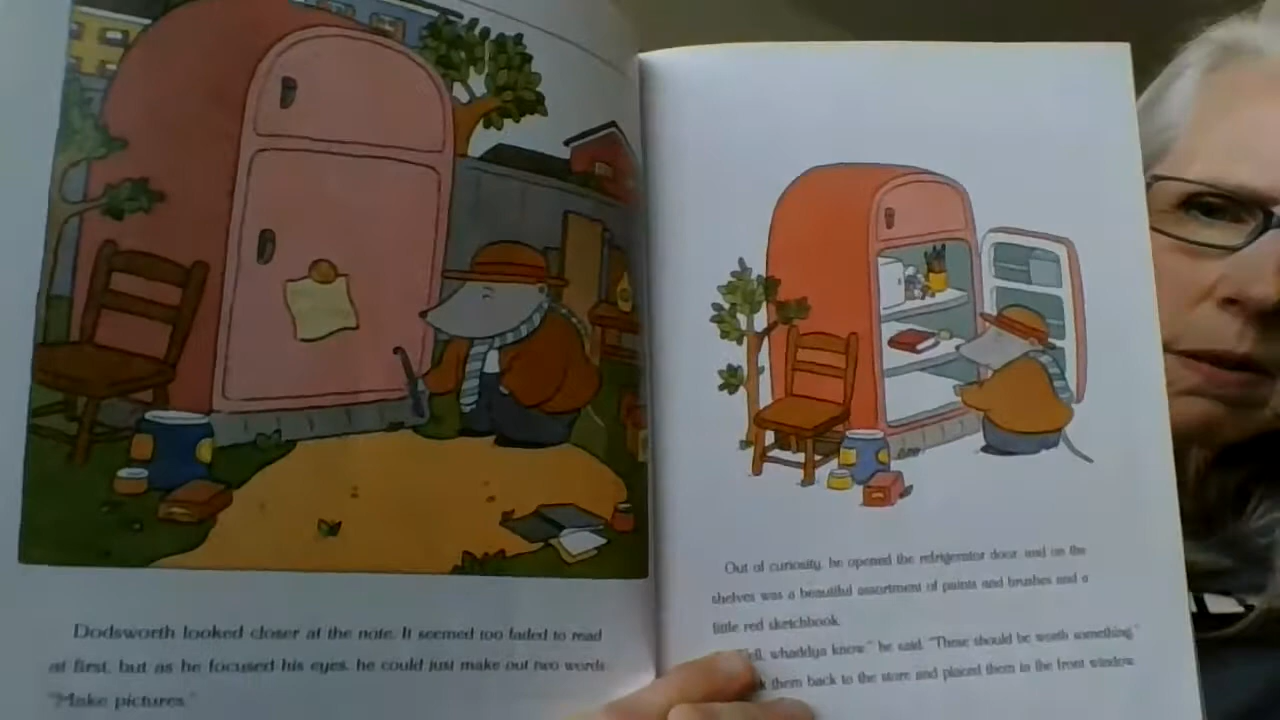 Dodsworth looked closer at the note. It seemed too faded to read
at first, but as he focused his eyes, he could just make out two words
"Make pictures."
Out of curiosity, he opened the refrigerator door, and on the
shelves was a beautiful assortment of paints and brushes and a
little red sketchbook.
whaddya know," he said. "These should be worth something."
them back to the store and placed them in the front window